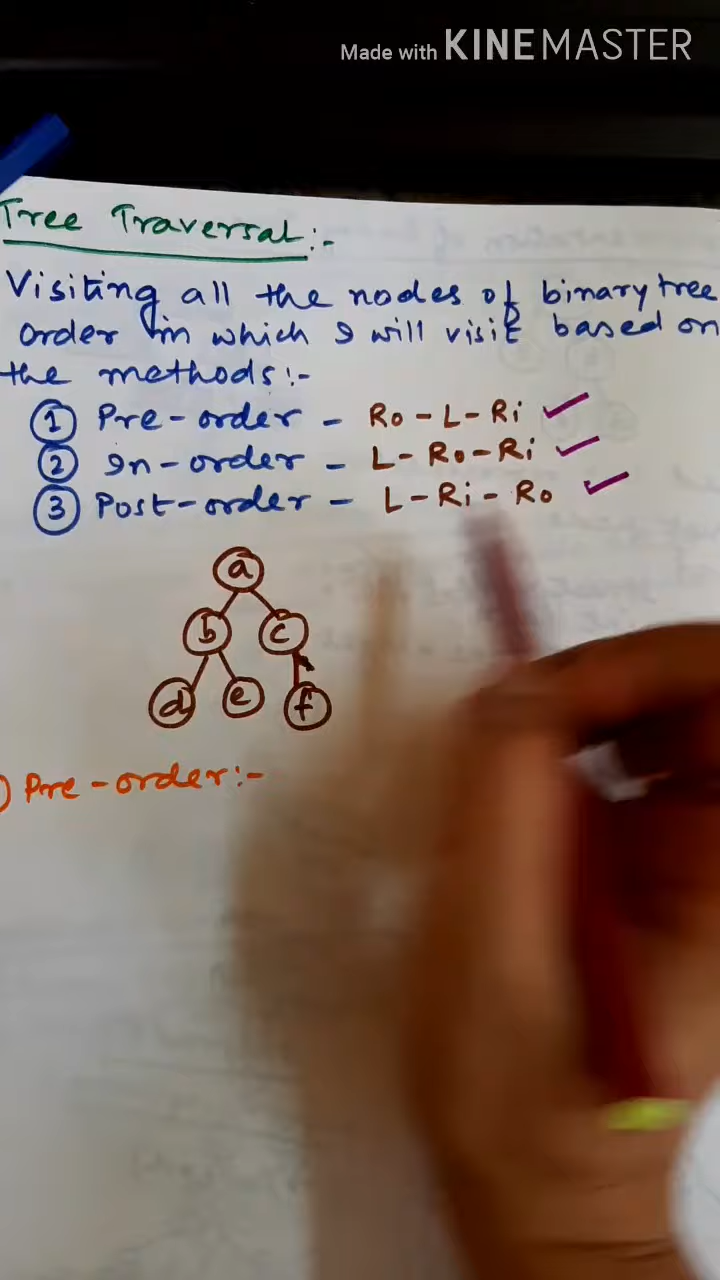 Made with KINEMASTER
Tree Traversal:-
Visiting all the nodes of binary tree
order in which I will visit based on
the methods:-
① Pre-order - Ro-L-Ri ✓
② In-order - L-Ro-Ri ✓
③ Post-order - L-Ri-Ro ✓
a
b c
d e f
) Pre-order:-